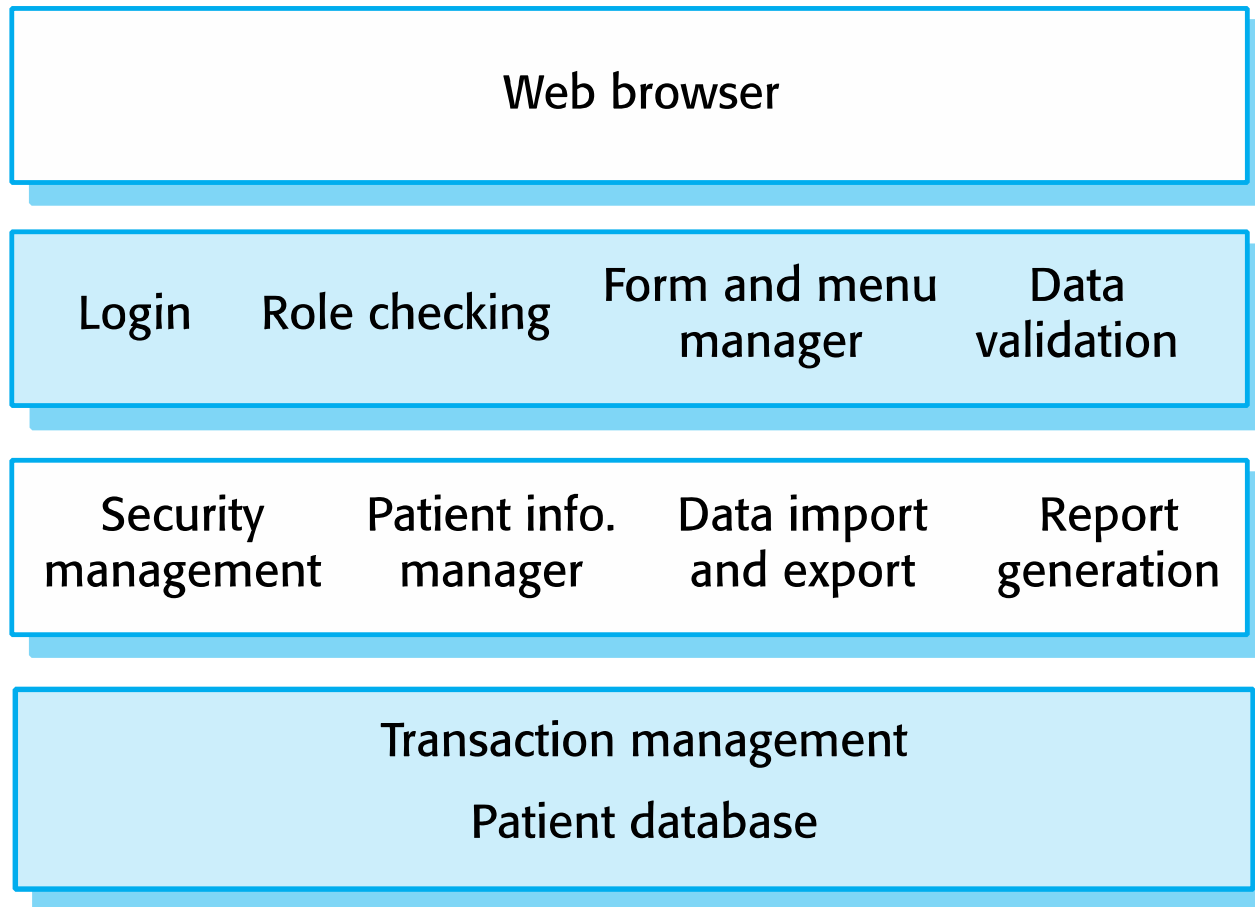 Web browser
Login
Role checking
Form and menu
manager
Data
validation
Security
management
Patient info.
manager
Data import
and export
Report
generation
Transaction management
Patient database